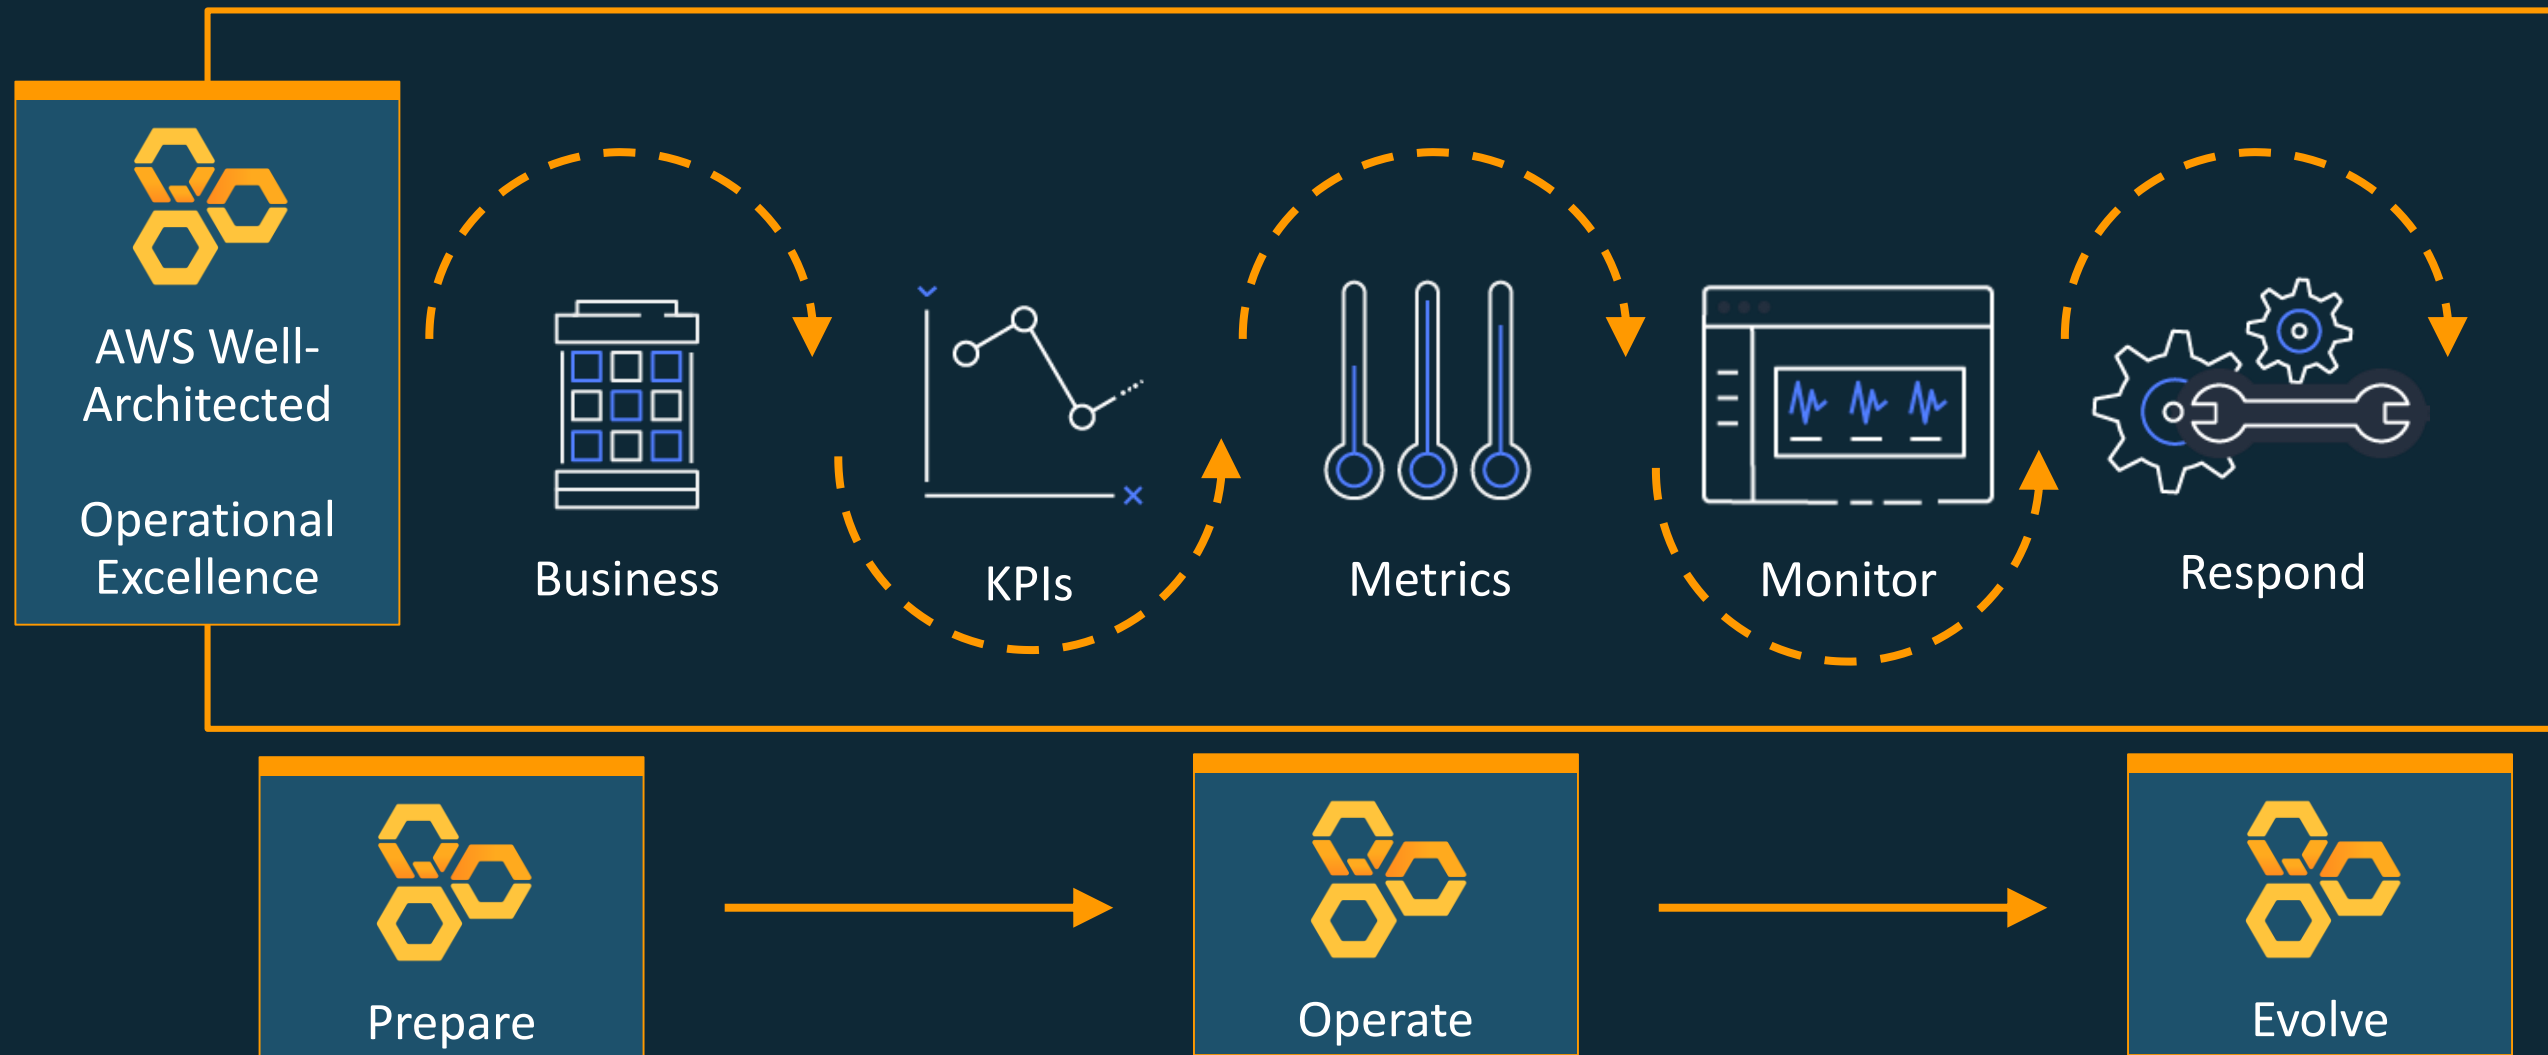 AWS Well-
Architected
Operational
Excellence
Business
KPIs
Metrics
Monitor
Respond
Prepare
Operate
Evolve